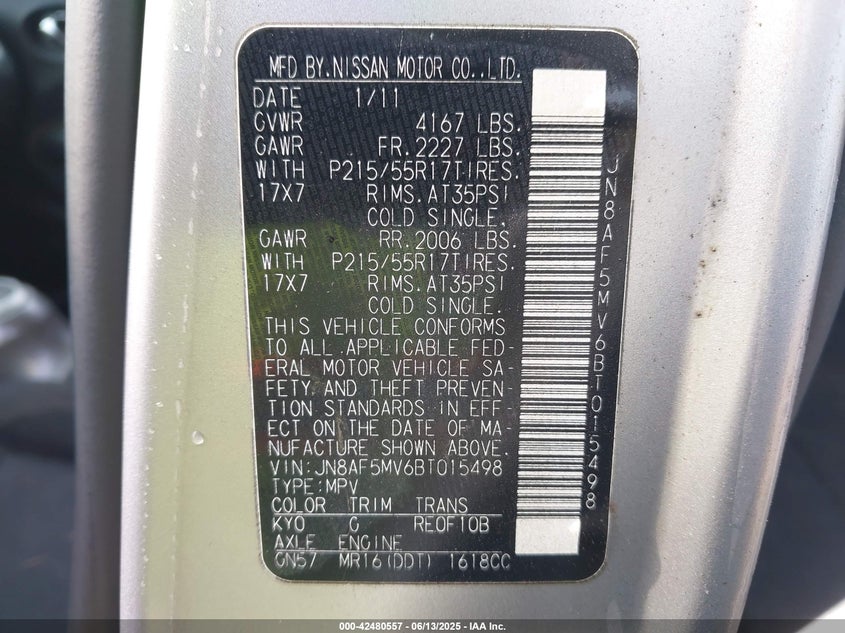 MFD BY.NISSAN MOTOR CO.,LTD.
DATE 1/11
GVWR 4167 LBS.
GAWR FR.2227 LBS.
WITH P215/55R17TIRES.
17X7 RIMS.AT35PSI
COLD SINGLE.
GAWR RR.2006 LBS.
WITH P215/55R17TIRES.
17X7 RIMS.AT35PSI
COLD SINGLE.
THIS VEHICLE CONFORMS
TO ALL APPLICABLE FED
ERAL MOTOR VEHICLE SA-
FETY AND THEFT PREVEN-
TION STANDARDS IN EFF-
ECT ON THE DATE OF MA-
NUFACTURE SHOWN ABOVE.
VIN:JN8AF5MV6BT015498
TYPE:MPV
COLOR TRIM TRANS
KYO G RE0F10B
AXLE ENGINE
GN57 MR16(DDT) 1618CC
JN8AF5MV6BT015498
000-42480557 - 06/13/2025 - IAA Inc.